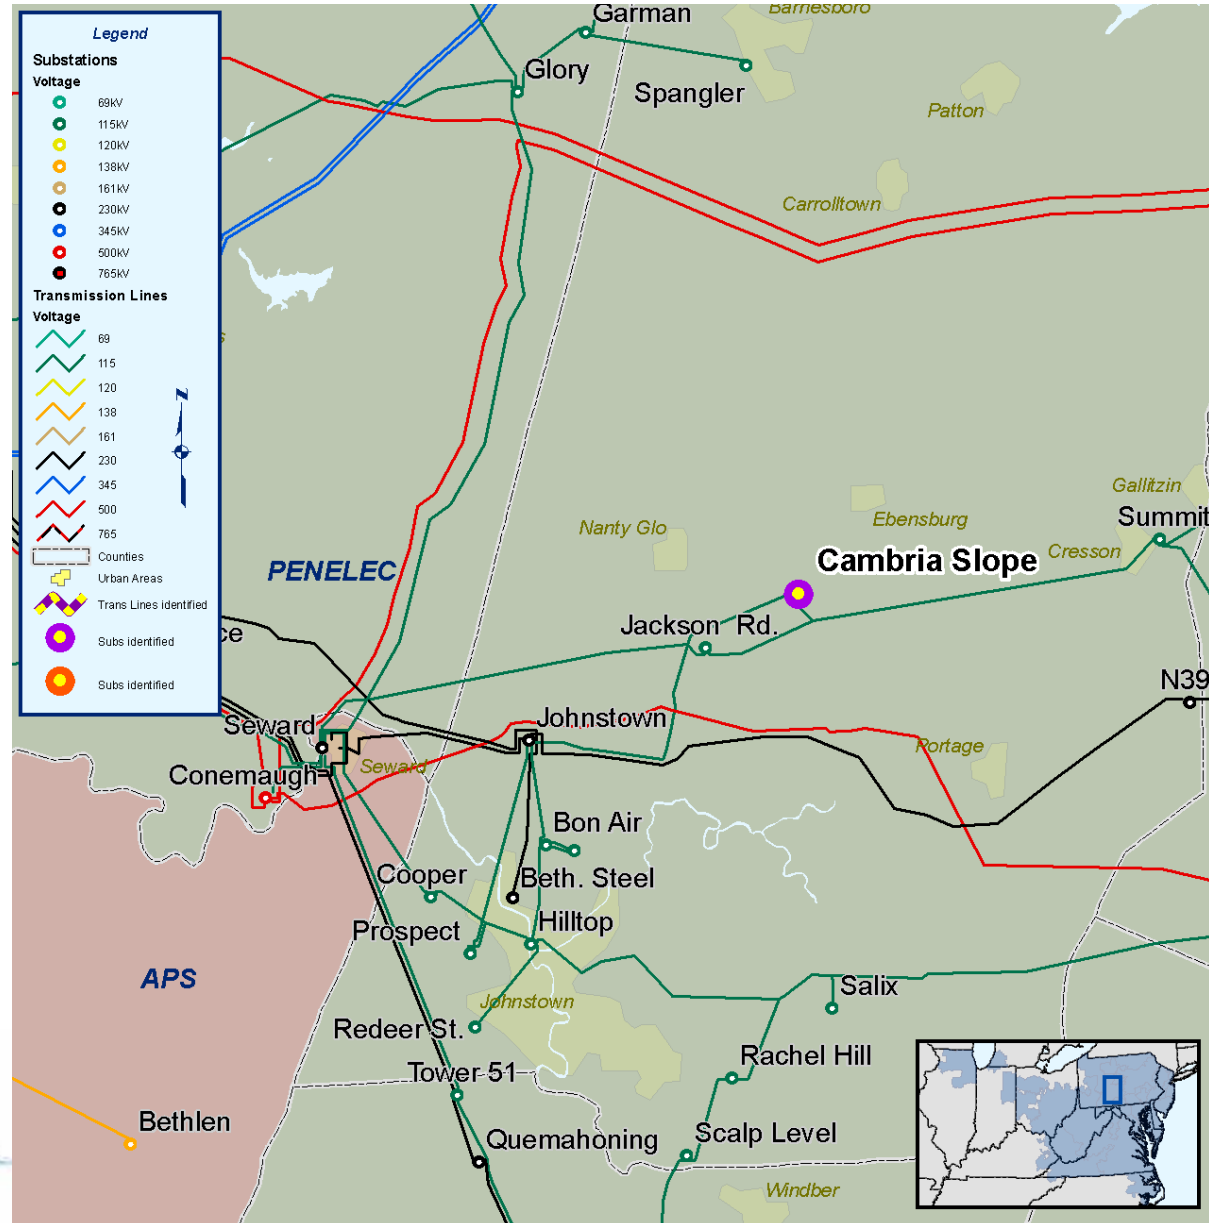 Legend
Substations
Voltage
69kV
115kV
120kV
138kV
161kV
230kV
345kV
500kV
765kV
Transmission Lines
Voltage
69
115
120
138
161
230
345
500
765
Counties
Urban Areas
Trans Lines identified
Subs identified
Subs identified
N
Garman
Barnesboro
Glory
Spangler
Patton
Carrolltown
Gallitzin
Summit
Ebensburg
Nanty Glo
Cresson
Cambria Slope
PENELEC
Jackson Rd.
ce
N39
Seward
Johnstown
Portage
Seward
Conemaugh
Bon Air
Cooper
Beth. Steel
Prospect
Hilltop
APS
Salix
Johnstown
Redeer St.
Rachel Hill
Tower 51
Bethlen
Quemahoning
Scalp Level
Windber